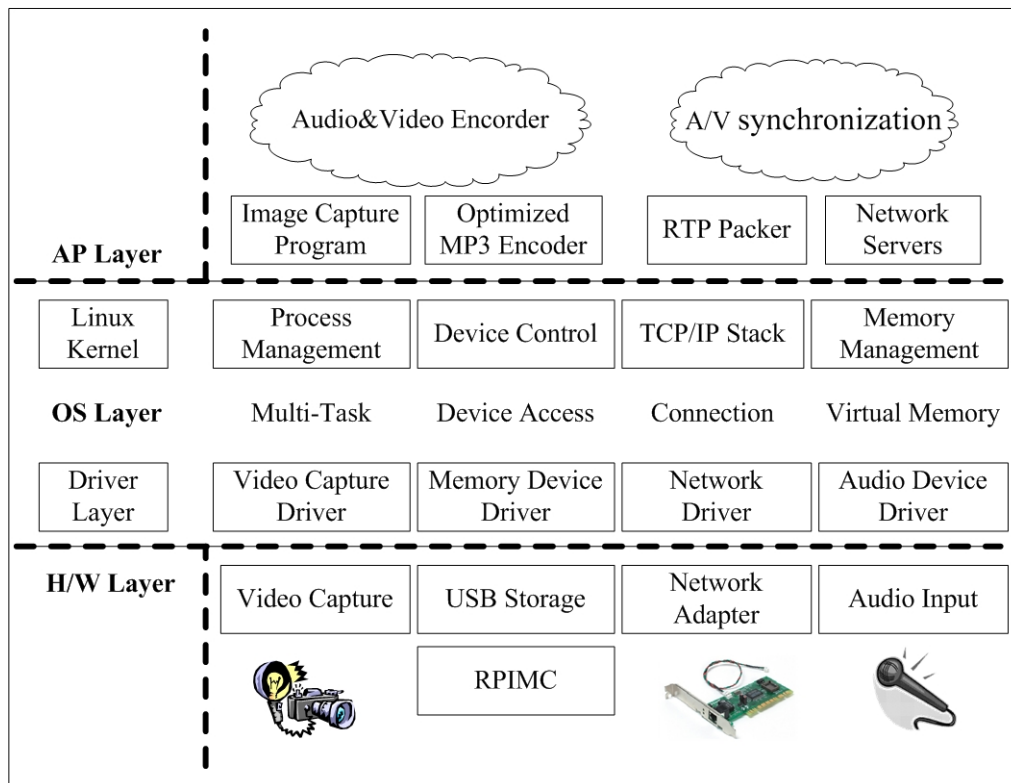 Audio&Video Encorder
A/V synchronization
Image Capture
Program
Optimized
MP3 Encoder
RTP Packer
Network
Servers
AP Layer
Linux
Kernel
Process
Management
Device Control
TCP/IP Stack
Memory
Management
OS Layer
Multi-Task
Device Access
Connection
Virtual Memory
Driver
Layer
Video Capture
Driver
Memory Device
Driver
Network
Driver
Audio Device
Driver
H/W Layer
Video Capture
USB Storage
Network
Adapter
Audio Input
RPIMC